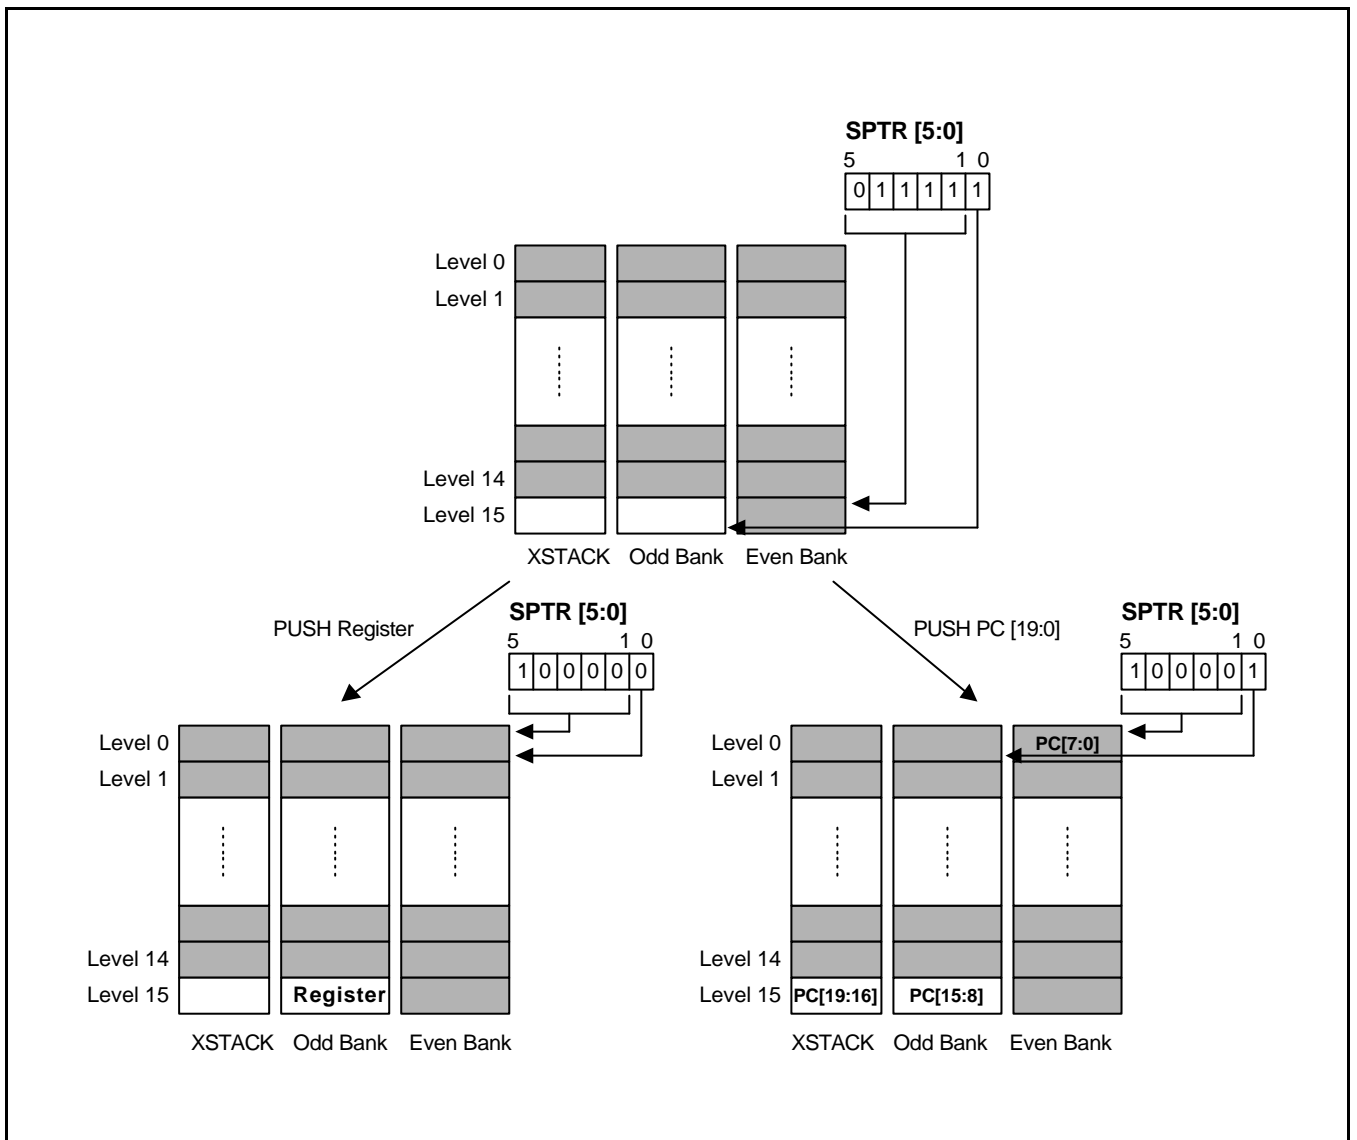 SPTR [5:0]
5 1 0
0 1 1 1 1 1
Level 0
Level 1
Level 14
Level 15
XSTACK Odd Bank Even Bank
PUSH Register
SPTR [5:0]
5 1 0
1 0 0 0 0 0
PUSH PC [19:0]
SPTR [5:0]
5 1 0
1 0 0 0 0 1
Level 0
Level 1
Level 14
Level 15 Register
XSTACK Odd Bank Even Bank
Level 0 PC[7:0]
Level 1
Level 14
Level 15 PC[19:16] PC[15:8]
XSTACK Odd Bank Even Bank